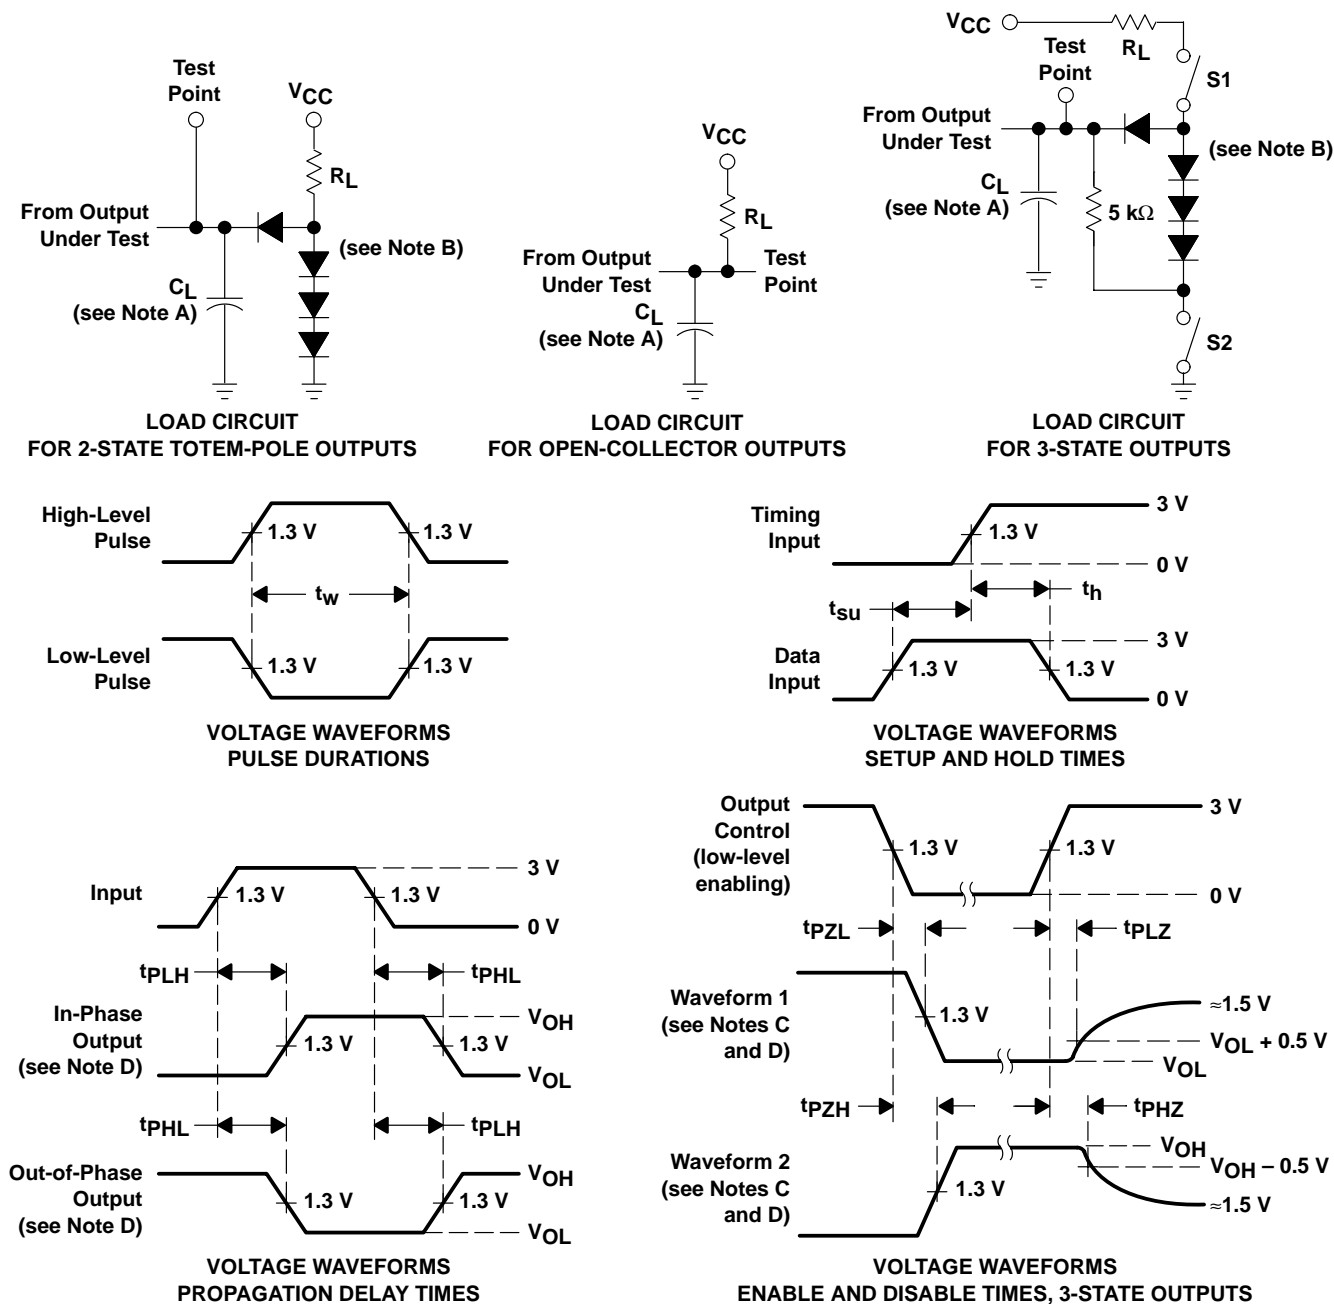 Test
Point
VCC
RL
From Output
Under Test
(see Note B)
CL
(see Note A)
LOAD CIRCUIT
FOR 2-STATE TOTEM-POLE OUTPUTS
VCC
RL
From Output
Under Test
Test
Point
CL
(see Note A)
LOAD CIRCUIT
FOR OPEN-COLLECTOR OUTPUTS
VCC
RL
Test
Point
S1
From Output
Under Test
(see Note B)
CL
(see Note A)
5 kΩ
S2
LOAD CIRCUIT
FOR 3-STATE OUTPUTS
High-Level
Pulse
1.3 V
1.3 V
tw
Low-Level
Pulse
1.3 V
1.3 V
VOLTAGE WAVEFORMS
PULSE DURATIONS
Timing
Input
3 V
1.3 V
0 V
th
tsu
Data
Input
3 V
1.3 V
1.3 V
0 V
VOLTAGE WAVEFORMS
SETUP AND HOLD TIMES
Input
3 V
1.3 V
1.3 V
0 V
tPLH
tPHL
In-Phase
Output
(see Note D)
VOH
1.3 V
1.3 V
VOL
tPHL
tPLH
Out-of-Phase
Output
(see Note D)
VOH
1.3 V
1.3 V
VOL
VOLTAGE WAVEFORMS
PROPAGATION DELAY TIMES
Output
Control
(low-level
enabling)
3 V
1.3 V
1.3 V
0 V
tPZL
tPLZ
Waveform 1
(see Notes C
and D)
1.3 V
≈1.5 V
VOL + 0.5 V
VOL
tPZH
tPHZ
Waveform 2
(see Notes C
and D)
1.3 V
VOH
VOH – 0.5 V
≈1.5 V
VOLTAGE WAVEFORMS
ENABLE AND DISABLE TIMES, 3-STATE OUTPUTS